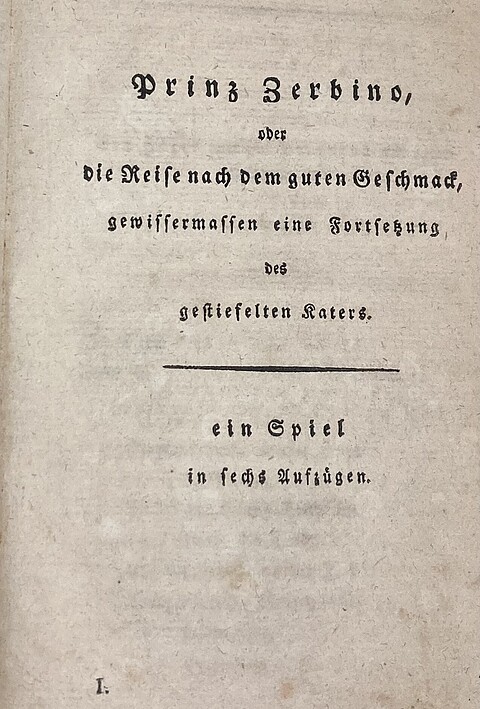 Prinz Zerbino,
oder
die Reise nach dem guten Geschmack,
gewissermassen eine Fortsetzung
des
gestiefelten Katers.
ein Spiel
in sechs Aufzügen.
I.